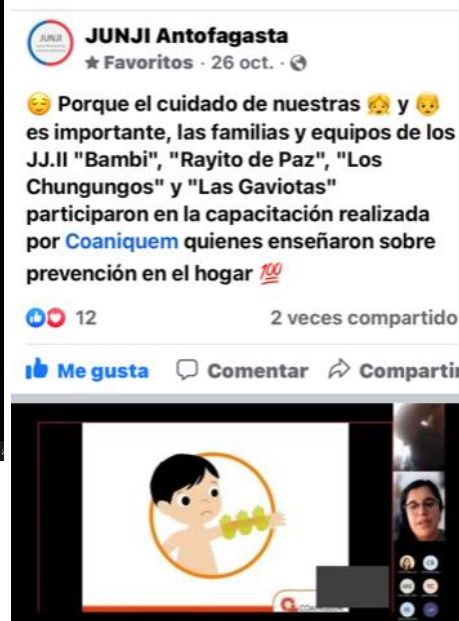 JUNJI
JUNJI Antofagasta
★ Favoritos · 26 oct. ·
😌 Porque el cuidado de nuestras 👧 y 👴
es importante, las familias y equipos de los
JJ.II "Bambi", "Rayito de Paz", "Los
Chungungos" y "Las Gaviotas"
participaron en la capacitación realizada
por Coaniquem quienes enseñaron sobre
prevención en el hogar 💯
12
2 veces compartido
Me gusta
Comentar
Compartir